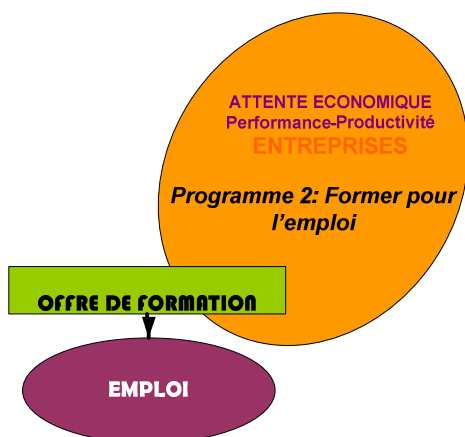 ATTENTE ECONOMIQUE
Performance-Productivité
ENTREPRISES
Programme 2: Former pour
l'emploi
OFFRE DE FORMATION
EMPLOI